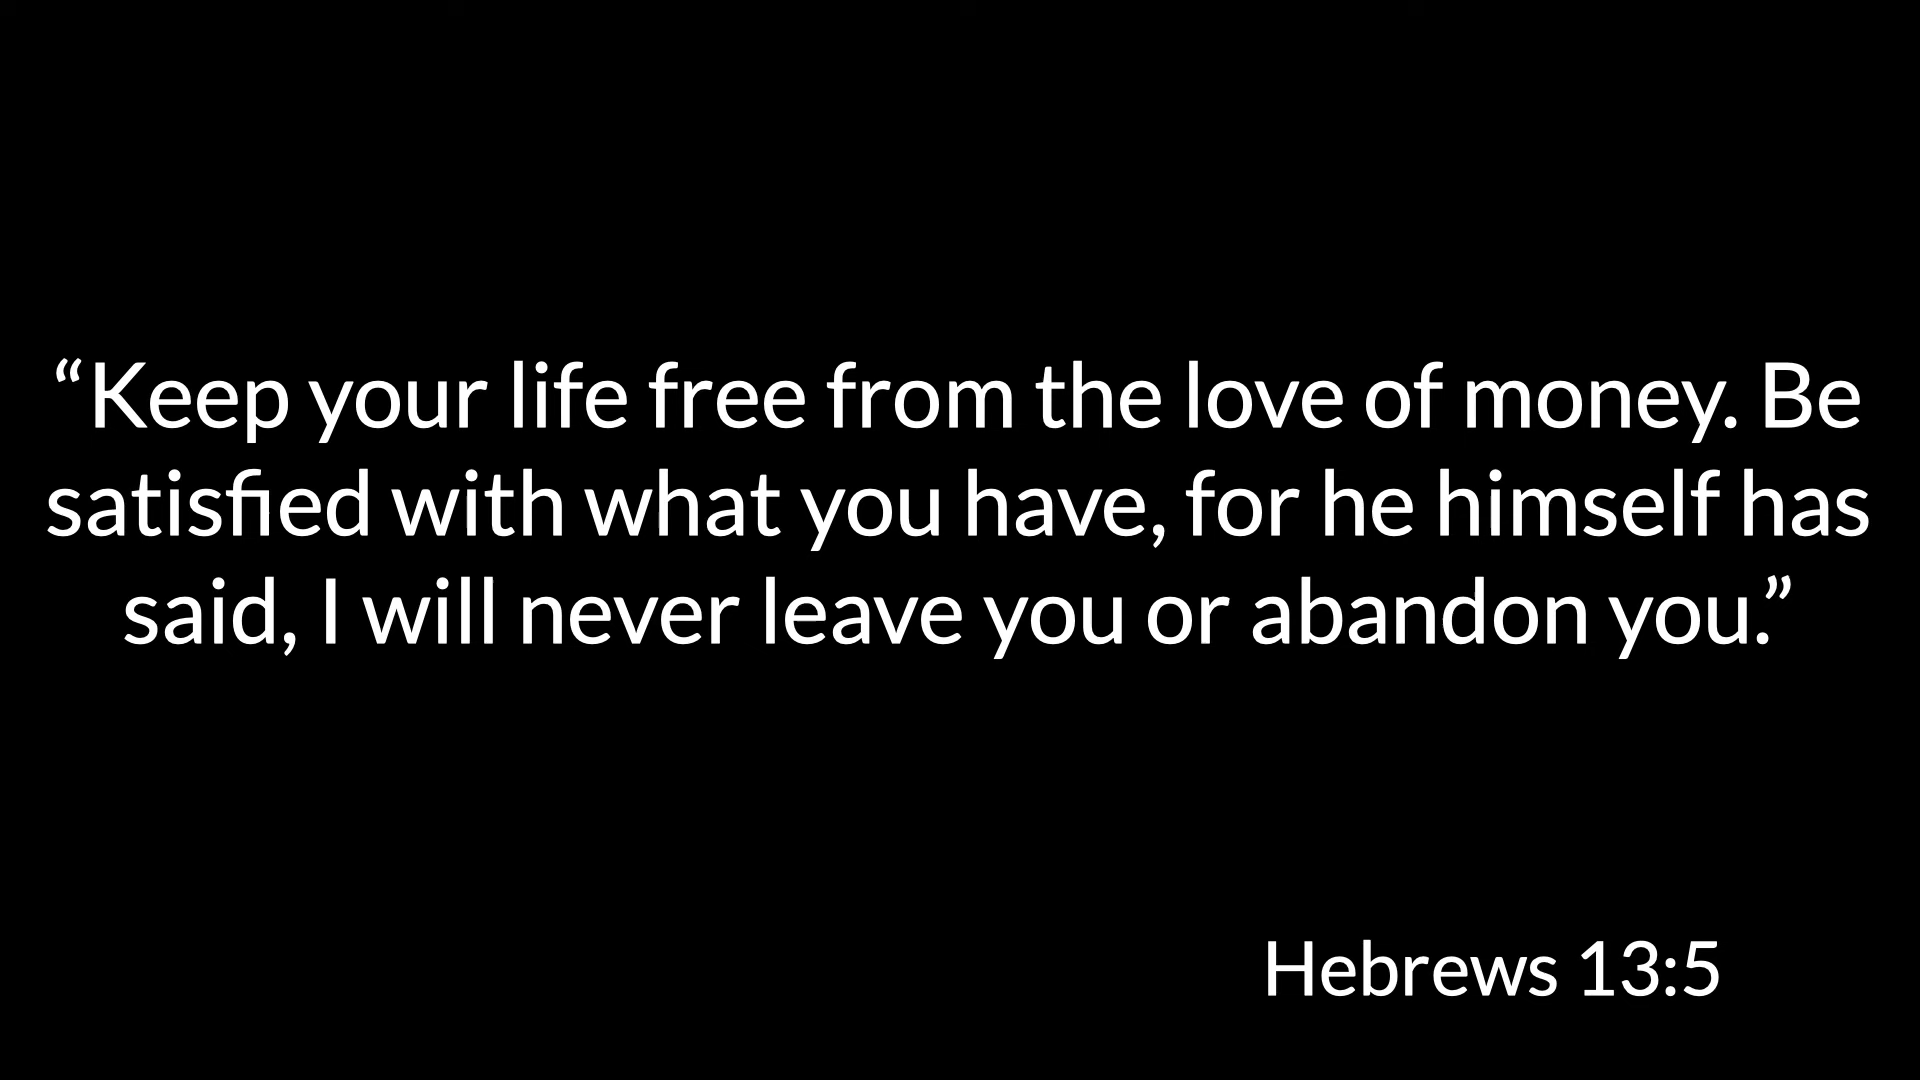 “Keep your life free from the love of money. Be
satisfied with what you have, for he himself has
said, I will never leave you or abandon you.”
Hebrews 13:5